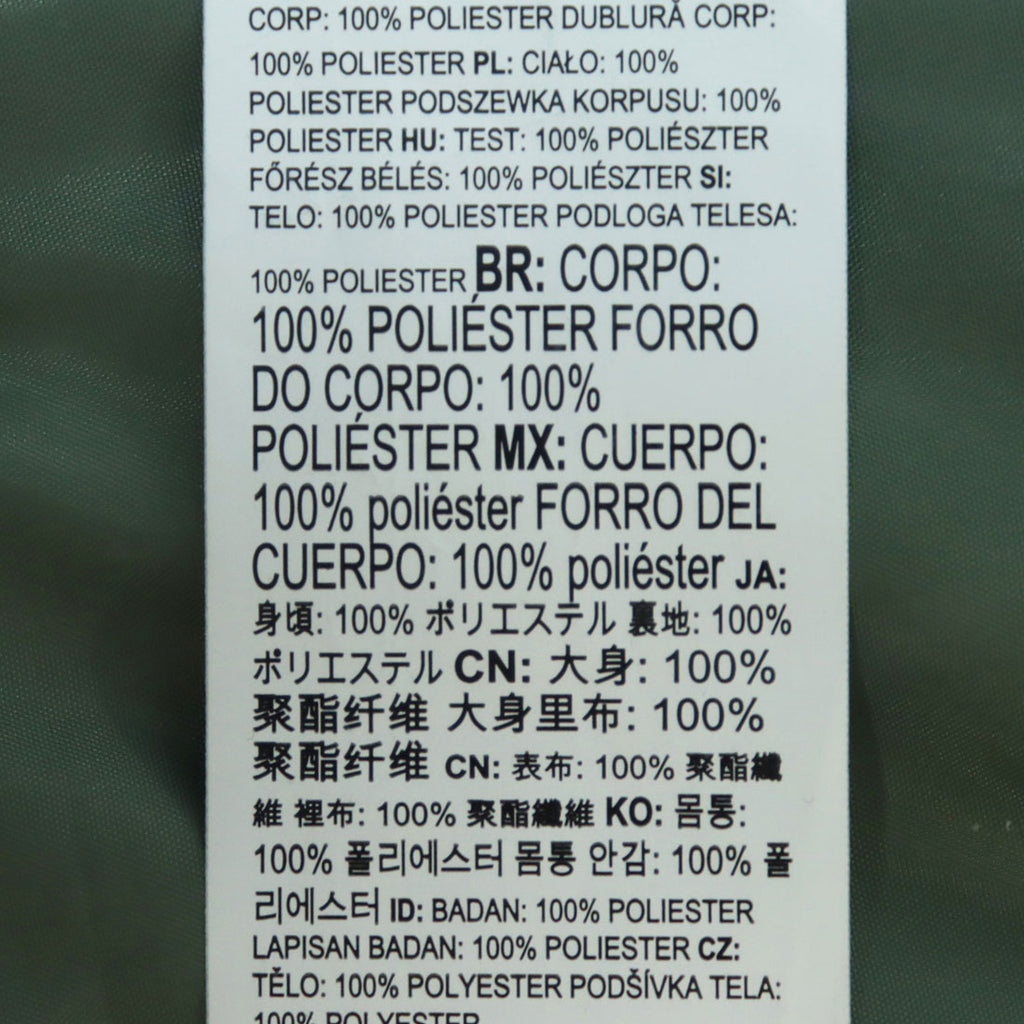 CORP: 100% POLIESTER DUBLURĂ CORP:
100% POLIESTER PL: CIAŁO: 100%
POLIESTER PODSZEWKA KORPUSU: 100%
POLIESTER HU: TEST: 100% POLIÉSZTER
FŐRÉSZ BÉLÉS: 100% POLIÉSZTER SI:
TELO: 100% POLIESTER PODLOGA TELESA:
100% POLIESTER BR: CORPO:
100% POLIÉSTER FORRO
DO CORPO: 100%
POLIÉSTER MX: CUERPO:
100% poliéster FORRO DEL
CUERPO: 100% poliéster JA:
身頃: 100% ポリエステル 裏地: 100%
ポリエステル CN: 大身: 100%
聚酯纤维 大身里布: 100%
聚酯纤维 CN: 表布: 100% 聚酯纖
維 裡布: 100% 聚酯纖維 KO: 몸통:
100% 폴리에스터 몸통 안감: 100% 폴
리에스터 ID: BADAN: 100% POLIESTER
LAPISAN BADAN: 100% POLIESTER CZ:
TĚLO: 100% POLYESTER PODŠÍVKA TELA:
100% POLYESTER